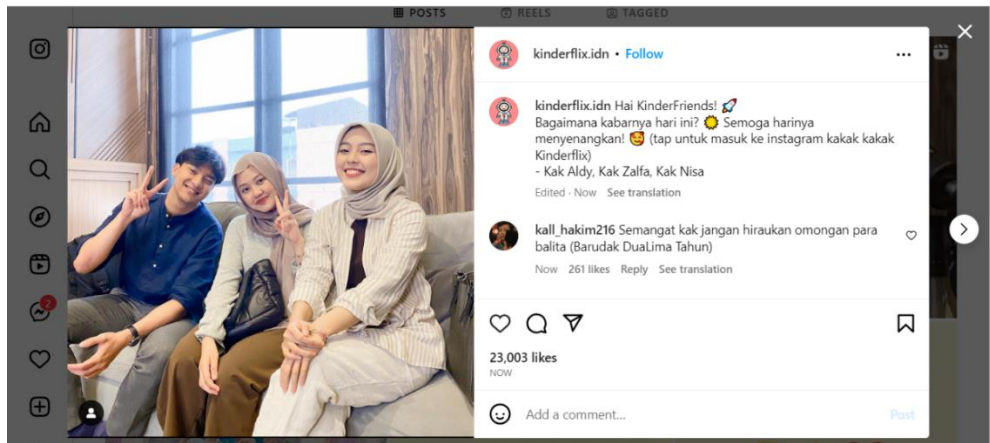 POSTS REELS TAGGED
kinderflix.idn • Follow
kinderflix.idn Hai KinderFriends! 🚀
Bagaimana kabarnya hari ini? 🌞 Semoga harinya
menyenangkan! 🥰 (tap untuk masuk ke instagram kakak kakak
Kinderflix)
- Kak Aldy, Kak Zalfa, Kak Nisa
Edited · Now See translation
kall_hakim216 Semangat kak jangan hiraukan omongan para
balita (Barudak DuaLima Tahun)
Now 261 likes Reply See translation
2
23,003 likes
NOW
Add a comment...
Post